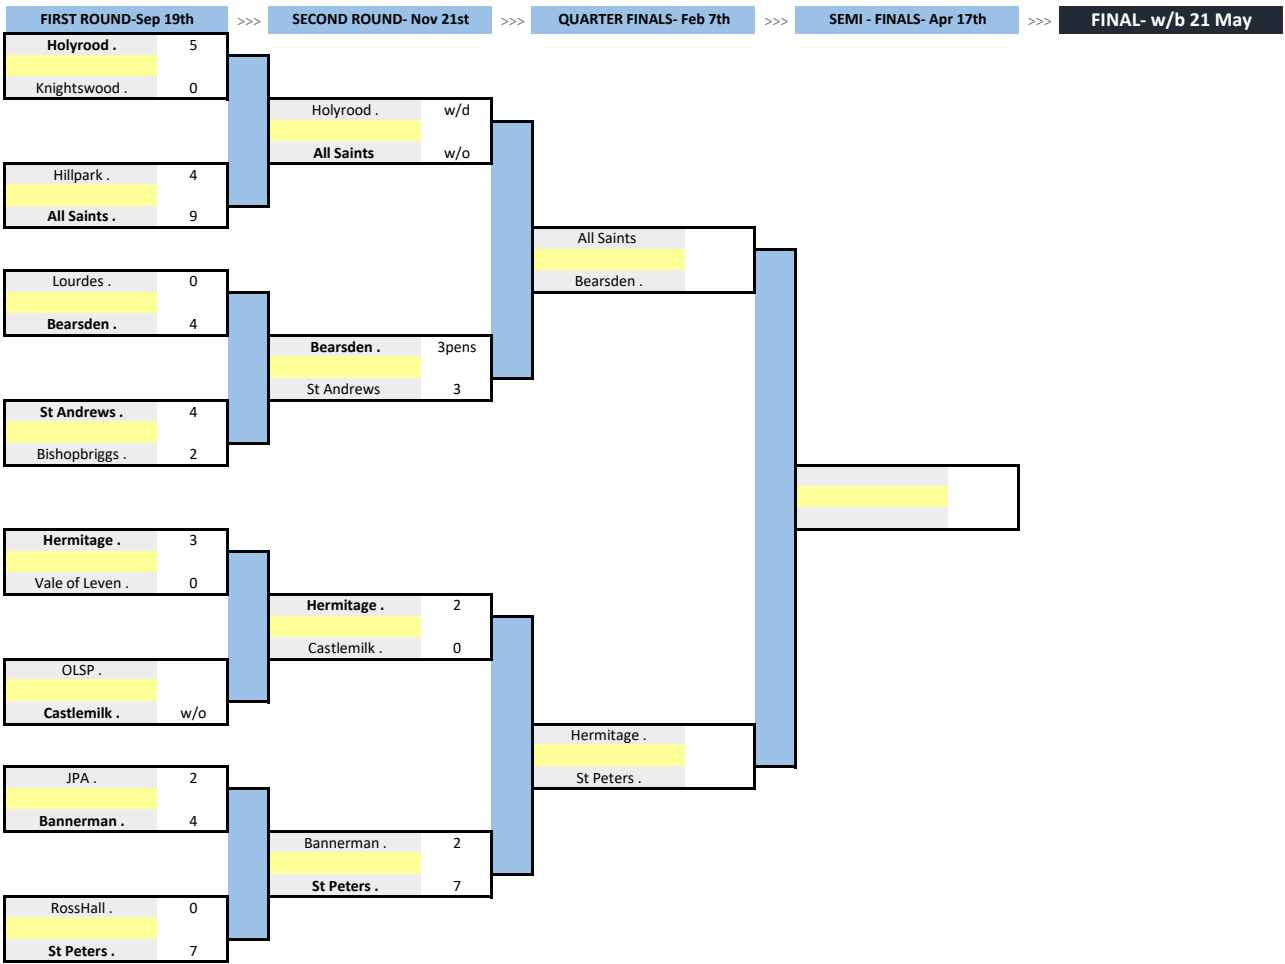 FIRST ROUND-Sep 19th >>> SECOND ROUND- Nov 21st >>> QUARTER FINALS- Feb 7th >>> SEMI - FINALS- Apr 17th >>> FINAL- w/b 21 May
Holyrood . 5
Knightswood . 0
Holyrood . w/d
All Saints w/o
Hillpark . 4
All Saints . 9
All Saints
Bearsden .
Lourdes . 0
Bearsden . 4
Bearsden . 3pens
St Andrews 3
St Andrews . 4
Bishopbriggs . 2
Hermitage . 3
Vale of Leven . 0
Hermitage . 2
Castlemilk . 0
OLSP .
Castlemilk . w/o
Hermitage .
St Peters .
JPA . 2
Bannerman . 4
Bannerman . 2
St Peters . 7
RossHall . 0
St Peters . 7